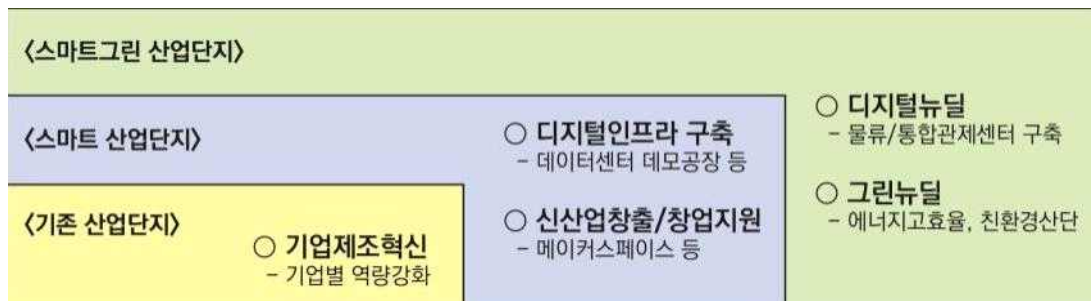 〈스마트그린 산업단지〉
〈스마트 산업단지〉
〈기존 산업단지〉
○ 기업제조혁신
– 기업별 역량강화
○ 디지털인프라 구축
– 데이터센터 데모공장 등
○ 신산업창출/창업지원
– 메이커스페이스 등
○ 디지털뉴딜
– 물류/통합관제센터 구축
○ 그린뉴딜
– 에너지고효율, 친환경산단